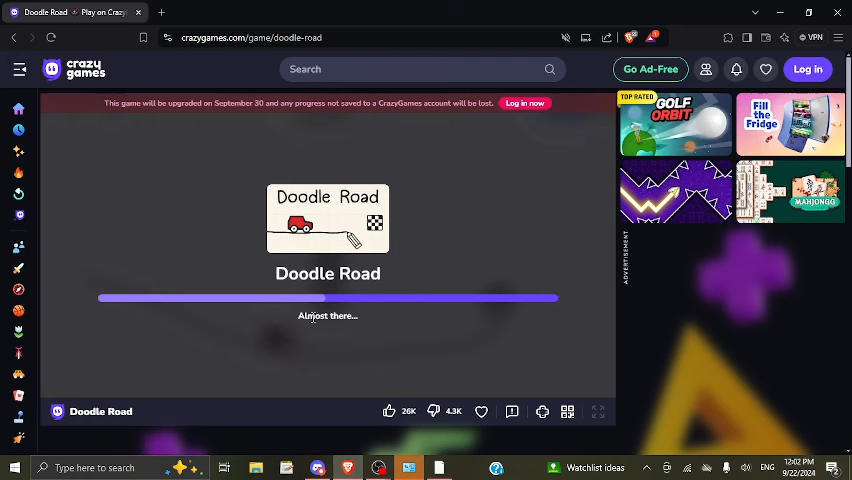 Doodle Road
Play on CrazyG
crazygames.com/game/doodle-road
VPN
crazy games
Search
Go Ad-Free
Log in
This game will be upgraded on September 30 and any progress not saved to a CrazyGames account will be lost.
Log in now
TOP RATED
GOLF ORBIT
Fill the Fridge
MAHJONGG
Doodle Road
Doodle Road
Almost there...
ADVERTISEMENT
Doodle Road
26K
4.3K
Type here to search
Watchlist ideas
ENG
12:02 PM
9/22/2024
2